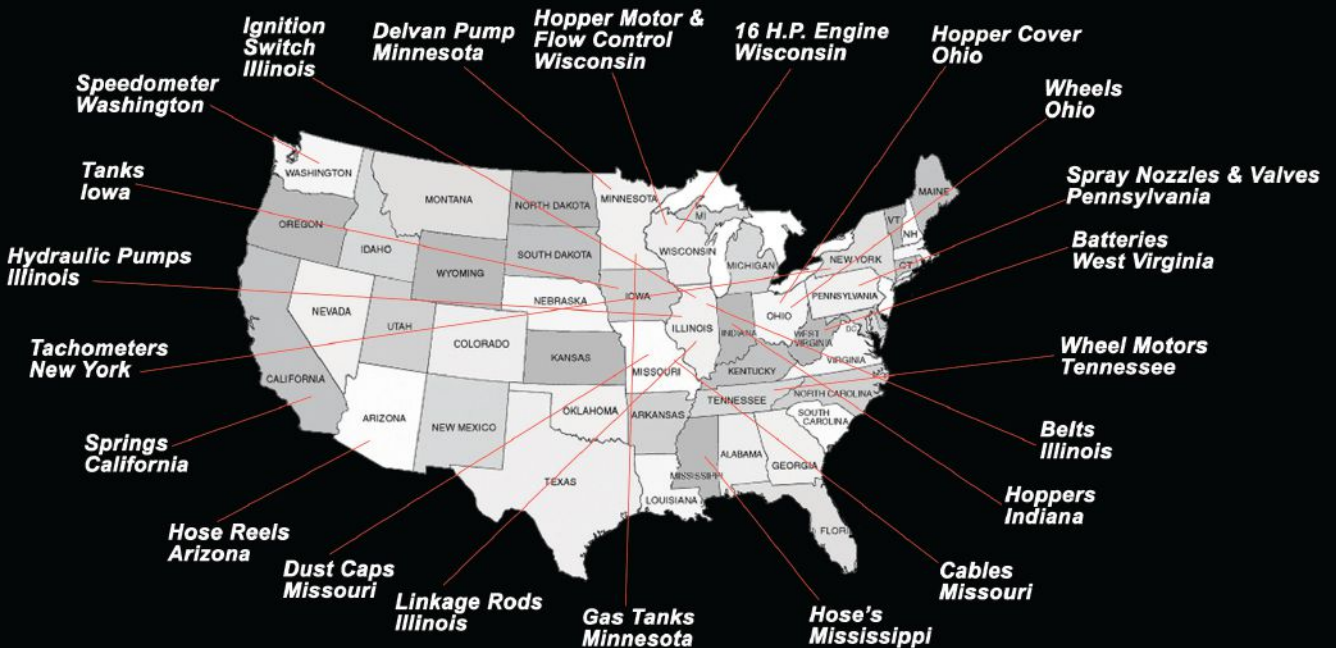 Ignition
Switch
Illinois
Delvan Pump
Minnesota
Hopper Motor &
Flow Control
Wisconsin
16 H.P. Engine
Wisconsin
Hopper Cover
Ohio
Speedometer
Washington
Wheels
Ohio
Tanks
Iowa
Spray Nozzles & Valves
Pennsylvania
Hydraulic Pumps
Illinois
Batteries
West Virginia
Tachometers
New York
Wheel Motors
Tennessee
Springs
California
Belts
Illinois
Hoppers
Indiana
Hose Reels
Arizona
Dust Caps
Missouri
Linkage Rods
Illinois
Gas Tanks
Minnesota
Hose's
Mississippi
Cables
Missouri
WASHINGTON
MONTANA
NORTH DAKOTA
MINNESOTA
MAINE
OREGON
IDAHO
SOUTH DAKOTA
WISCONSIN
MI
MICHIGAN
VT
NH
NEW YORK
CT
WYOMING
IOWA
NEBRASKA
PENNSYLVANIA
NEVADA
UTAH
COLORADO
KANSAS
ILLINOIS
INDIANA
OHIO
WEST
VIRGINIA
DC
VIRGINIA
CALIFORNIA
MISSOURI
KENTUCKY
ARIZONA
NEW MEXICO
OKLAHOMA
ARKANSAS
TENNESSEE
NORTH CAROLINA
SOUTH
CAROLINA
TEXAS
LOUISIANA
MISSISSIPPI
ALABAMA
GEORGIA
FLORI